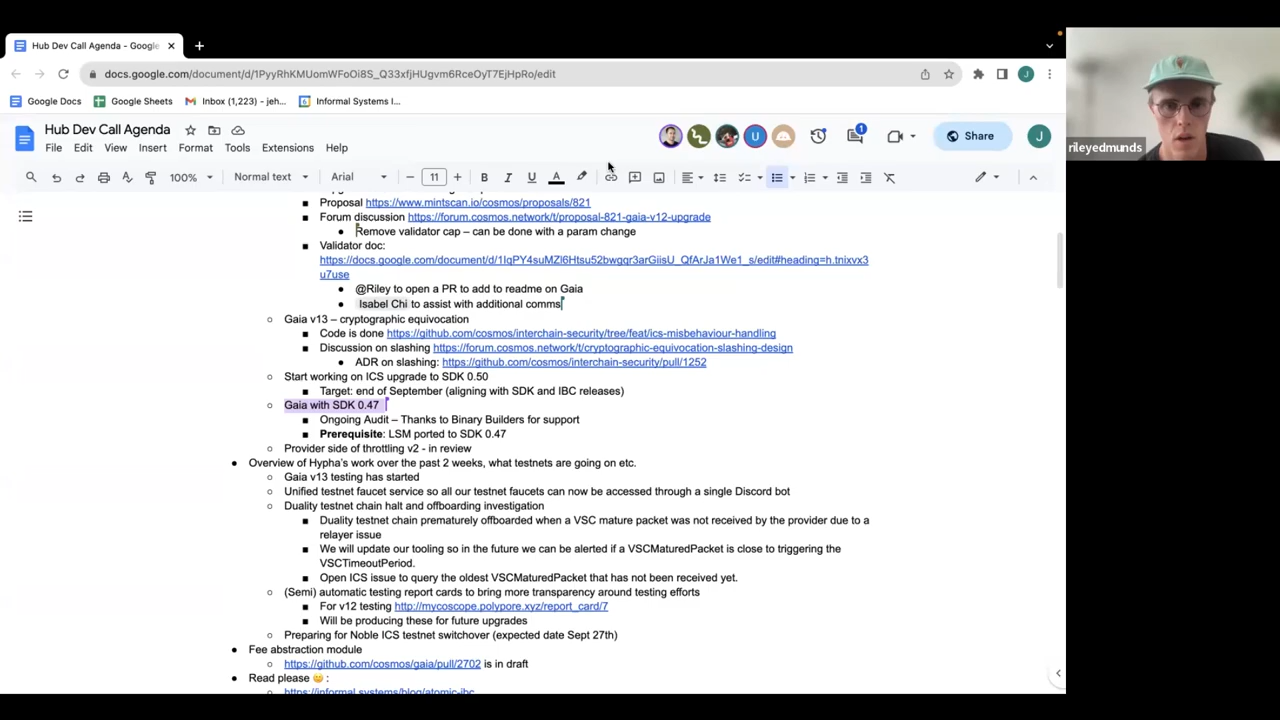 Hub Dev Call Agenda - Google
docs.google.com/document/d/1PyyRhKMUomWFoOi8S_Q33xfjHUgvm6RceOyT7EjHpRo/edit
J
Google Docs Google Sheets Inbox (1,223) - jeh... Informal Systems I...
Hub Dev Call Agenda
File Edit View Insert Format Tools Extensions Help
U 1 Share J
rileyedmunds
100% Normal text Arial 11 B I U A
Proposal https://www.mintscan.io/cosmos/proposals/821
Forum discussion https://forum.cosmos.network/t/proposal-821-gaia-v12-upgrade
Remove validator cap – can be done with a param change
Validator doc:
https://docs.google.com/document/d/1IqPY4suMZl6Htsu52bwgqr3arGiisU_QfArJa1We1_s/edit#heading=h.tnixvx3
u7use
@Riley to open a PR to add to readme on Gaia
Isabel Chi to assist with additional comms
Gaia v13 – cryptographic equivocation
Code is done https://github.com/cosmos/interchain-security/tree/feat/ics-misbehaviour-handling
Discussion on slashing https://forum.cosmos.network/t/cryptographic-equivocation-slashing-design
ADR on slashing: https://github.com/cosmos/interchain-security/pull/1252
Start working on ICS upgrade to SDK 0.50
Target: end of September (aligning with SDK and IBC releases)
Gaia with SDK 0.47
Ongoing Audit – Thanks to Binary Builders for support
Prerequisite: LSM ported to SDK 0.47
Provider side of throttling v2 - in review
Overview of Hypha's work over the past 2 weeks, what testnets are going on etc.
Gaia v13 testing has started
Unified testnet faucet service so all our testnet faucets can now be accessed through a single Discord bot
Duality testnet chain halt and offboarding investigation
Duality testnet chain prematurely offboarded when a VSC mature packet was not received by the provider due to a
relayer issue
We will update our tooling so in the future we can be alerted if a VSCMaturedPacket is close to triggering the
VSCTimeoutPeriod.
Open ICS issue to query the oldest VSCMaturedPacket that has not been received yet.
(Semi) automatic testing report cards to bring more transparency around testing efforts
For v12 testing http://mycoscope.polypore.xyz/report_card/7
Will be producing these for future upgrades
Preparing for Noble ICS testnet switchover (expected date Sept 27th)
Fee abstraction module
https://github.com/cosmos/gaia/pull/2702 is in draft
Read please 🙂 :
https://informal.systems/blog/atomic-ibc